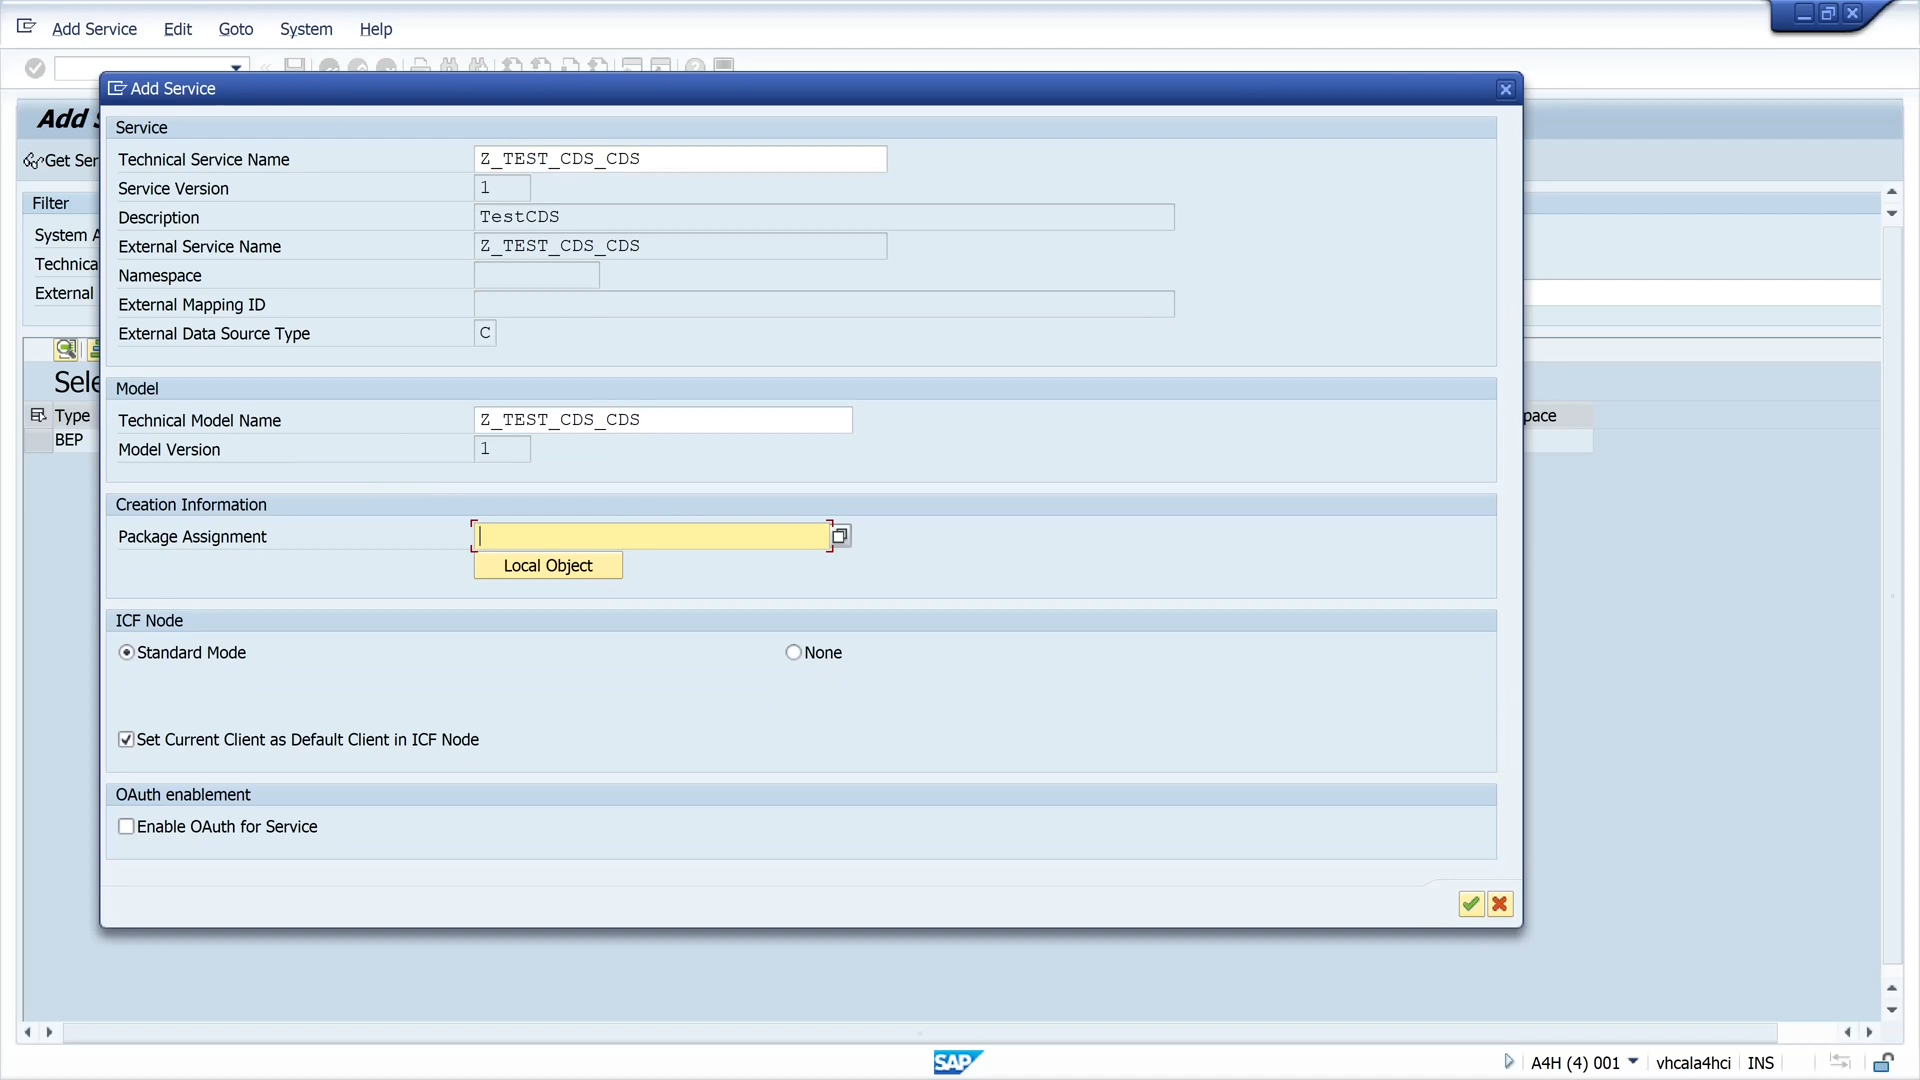 Add Service Edit Goto System Help
Add Service
Add S
Service
Get Ser
Technical Service Name Z_TEST_CDS_CDS
Service Version 1
Filter
Description TestCDS
System A
External Service Name Z_TEST_CDS_CDS
Technica
Namespace
External
External Mapping ID
External Data Source Type C
Sele
Model
Type
Technical Model Name Z_TEST_CDS_CDS
pace
BEP
Model Version 1
Creation Information
Package Assignment
Local Object
ICF Node
Standard Mode None
Set Current Client as Default Client in ICF Node
OAuth enablement
Enable OAuth for Service
SAP A4H (4) 001 vhcala4hci INS